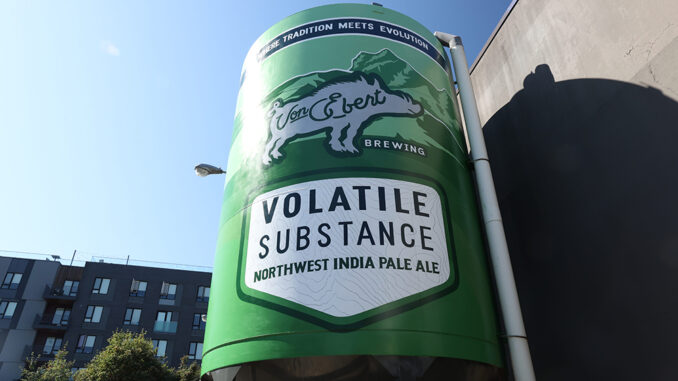 WHERE TRADITION MEETS EVOLUTION
Von Ebert
BREWING
VOLATILE
SUBSTANCE
NORTHWEST INDIA PALE ALE